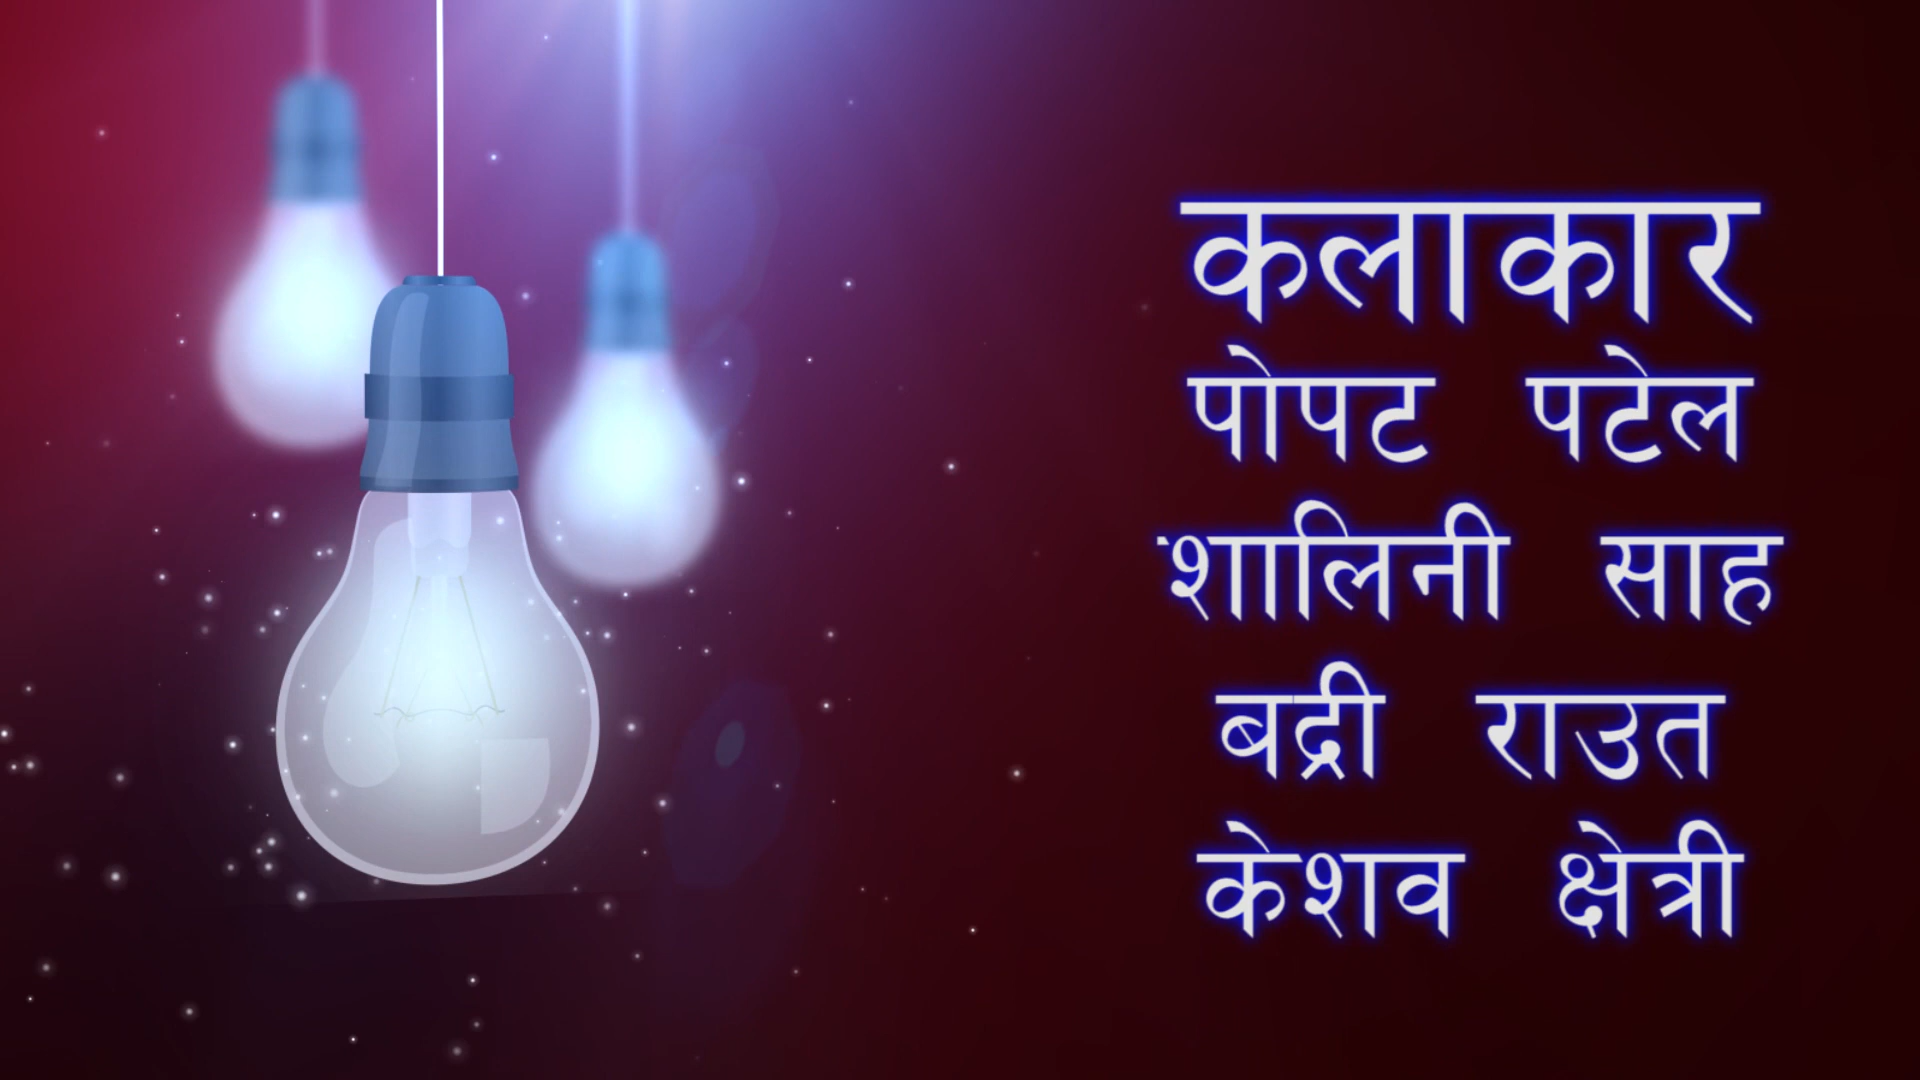 कलाकार
पोपट पटेल
शालिनी साह
बद्री राउत
केशव क्षेत्री